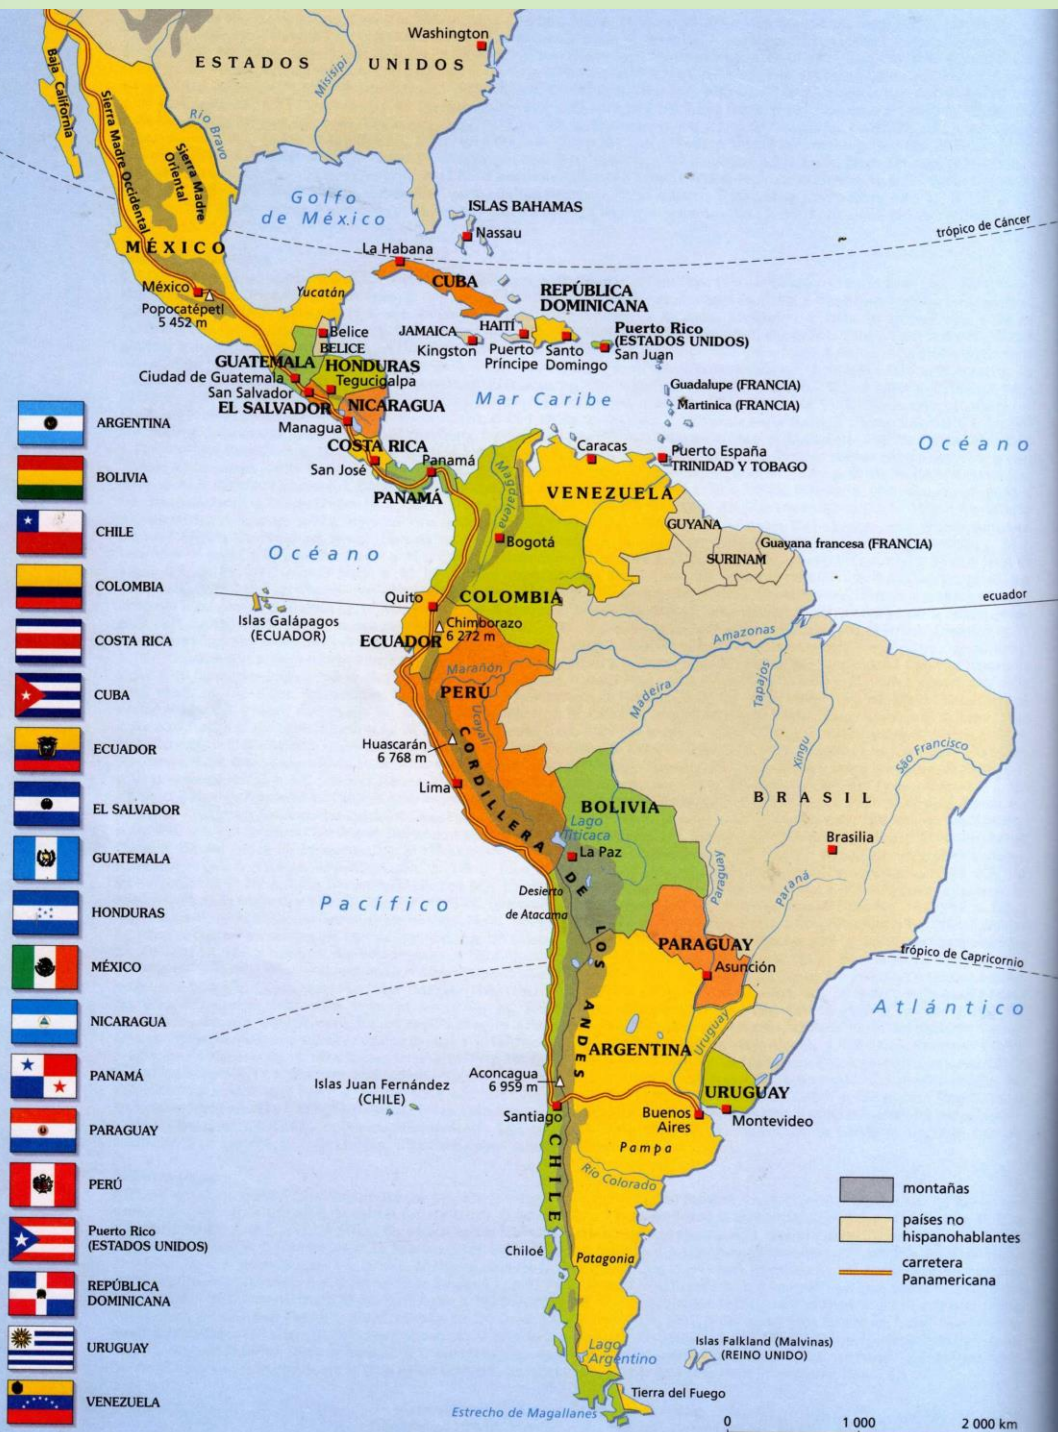 Washington
ESTADOS UNIDOS
Misisipi
Baja California
Sierra Madre Occidental
Sierra Madre
Oriental
Río Bravo
Golfo
de México
ISLAS BAHAMAS
Nassau
trópico de Cáncer
MÉXICO
La Habana
CUBA
México
Popocatépetl
5 452 m
Yucatán
REPÚBLICA
DOMINICANA
Belice
BELICE
JAMAICA
Kingston
HAITÍ
Puerto
Príncipe
Santo
Domingo
Puerto Rico
(ESTADOS UNIDOS)
San Juan
GUATEMALA
HONDURAS
Ciudad de Guatemala
Tegucigalpa
San Salvador
EL SALVADOR
NICARAGUA
Managua
Mar Caribe
Guadalupe (FRANCIA)
Martinica (FRANCIA)
COSTA RICA
San José
Panamá
PANAMÁ
Caracas
Puerto España
TRINIDAD Y TOBAGO
Océano
Magdalena
VENEZUELA
GUYANA
Guayana francesa (FRANCIA)
SURINAM
Océano
Bogotá
Quito
COLOMBIA
ecuador
Islas Galápagos
(ECUADOR)
Chimborazo
6 272 m
ECUADOR
Amazonas
Marañón
PERÚ
Ucayali
Madeira
Tapajos
Xingu
São Francisco
Huascarán
6 768 m
Lima
CORDILLERA DE LOS ANDES
BOLIVIA
BRASIL
Lago
Titicaca
La Paz
Brasilia
Paraguay
Paraná
Desierto
de Atacama
Pacífico
PARAGUAY
Asunción
trópico de Capricornio
Atlántico
Uruguay
ARGENTINA
Aconcagua
6 959 m
Islas Juan Fernández
(CHILE)
Santiago
URUGUAY
Buenos
Aires
Montevideo
CHILE
Pampa
Río Colorado
Chiloé
Patagonia
Lago
Argentino
Islas Falkland (Malvinas)
(REINO UNIDO)
Tierra del Fuego
Estrecho de Magallanes
ARGENTINA
BOLIVIA
CHILE
COLOMBIA
COSTA RICA
CUBA
ECUADOR
EL SALVADOR
GUATEMALA
HONDURAS
MÉXICO
NICARAGUA
PANAMÁ
PARAGUAY
PERÚ
Puerto Rico
(ESTADOS UNIDOS)
REPÚBLICA
DOMINICANA
URUGUAY
VENEZUELA
montañas
países no
hispanohablantes
carretera
Panamericana
0 1 000 2 000 km